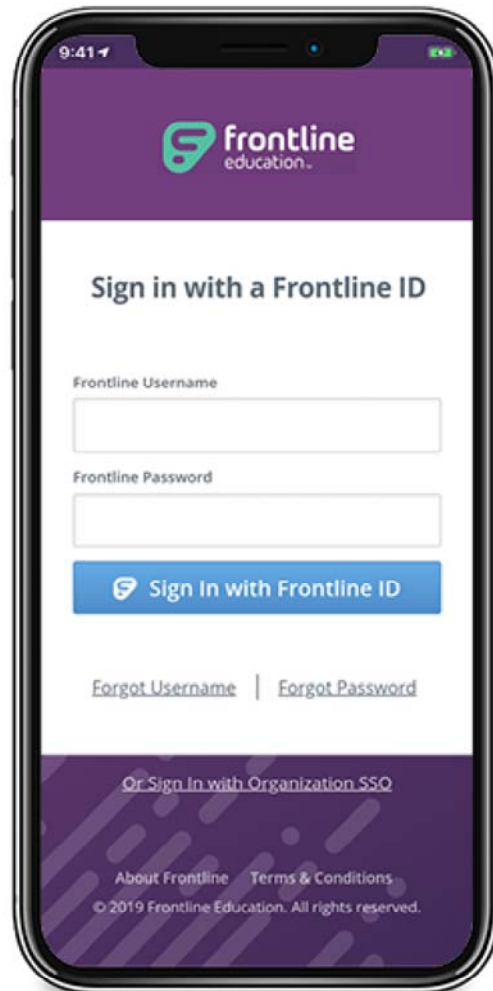 9:41
frontline
education™
Sign in with a Frontline ID
Frontline Username
Frontline Password
Sign In with Frontline ID
Forgot Username | Forgot Password
Or Sign In with Organization SSO
About Frontline Terms & Conditions
© 2019 Frontline Education. All rights reserved.